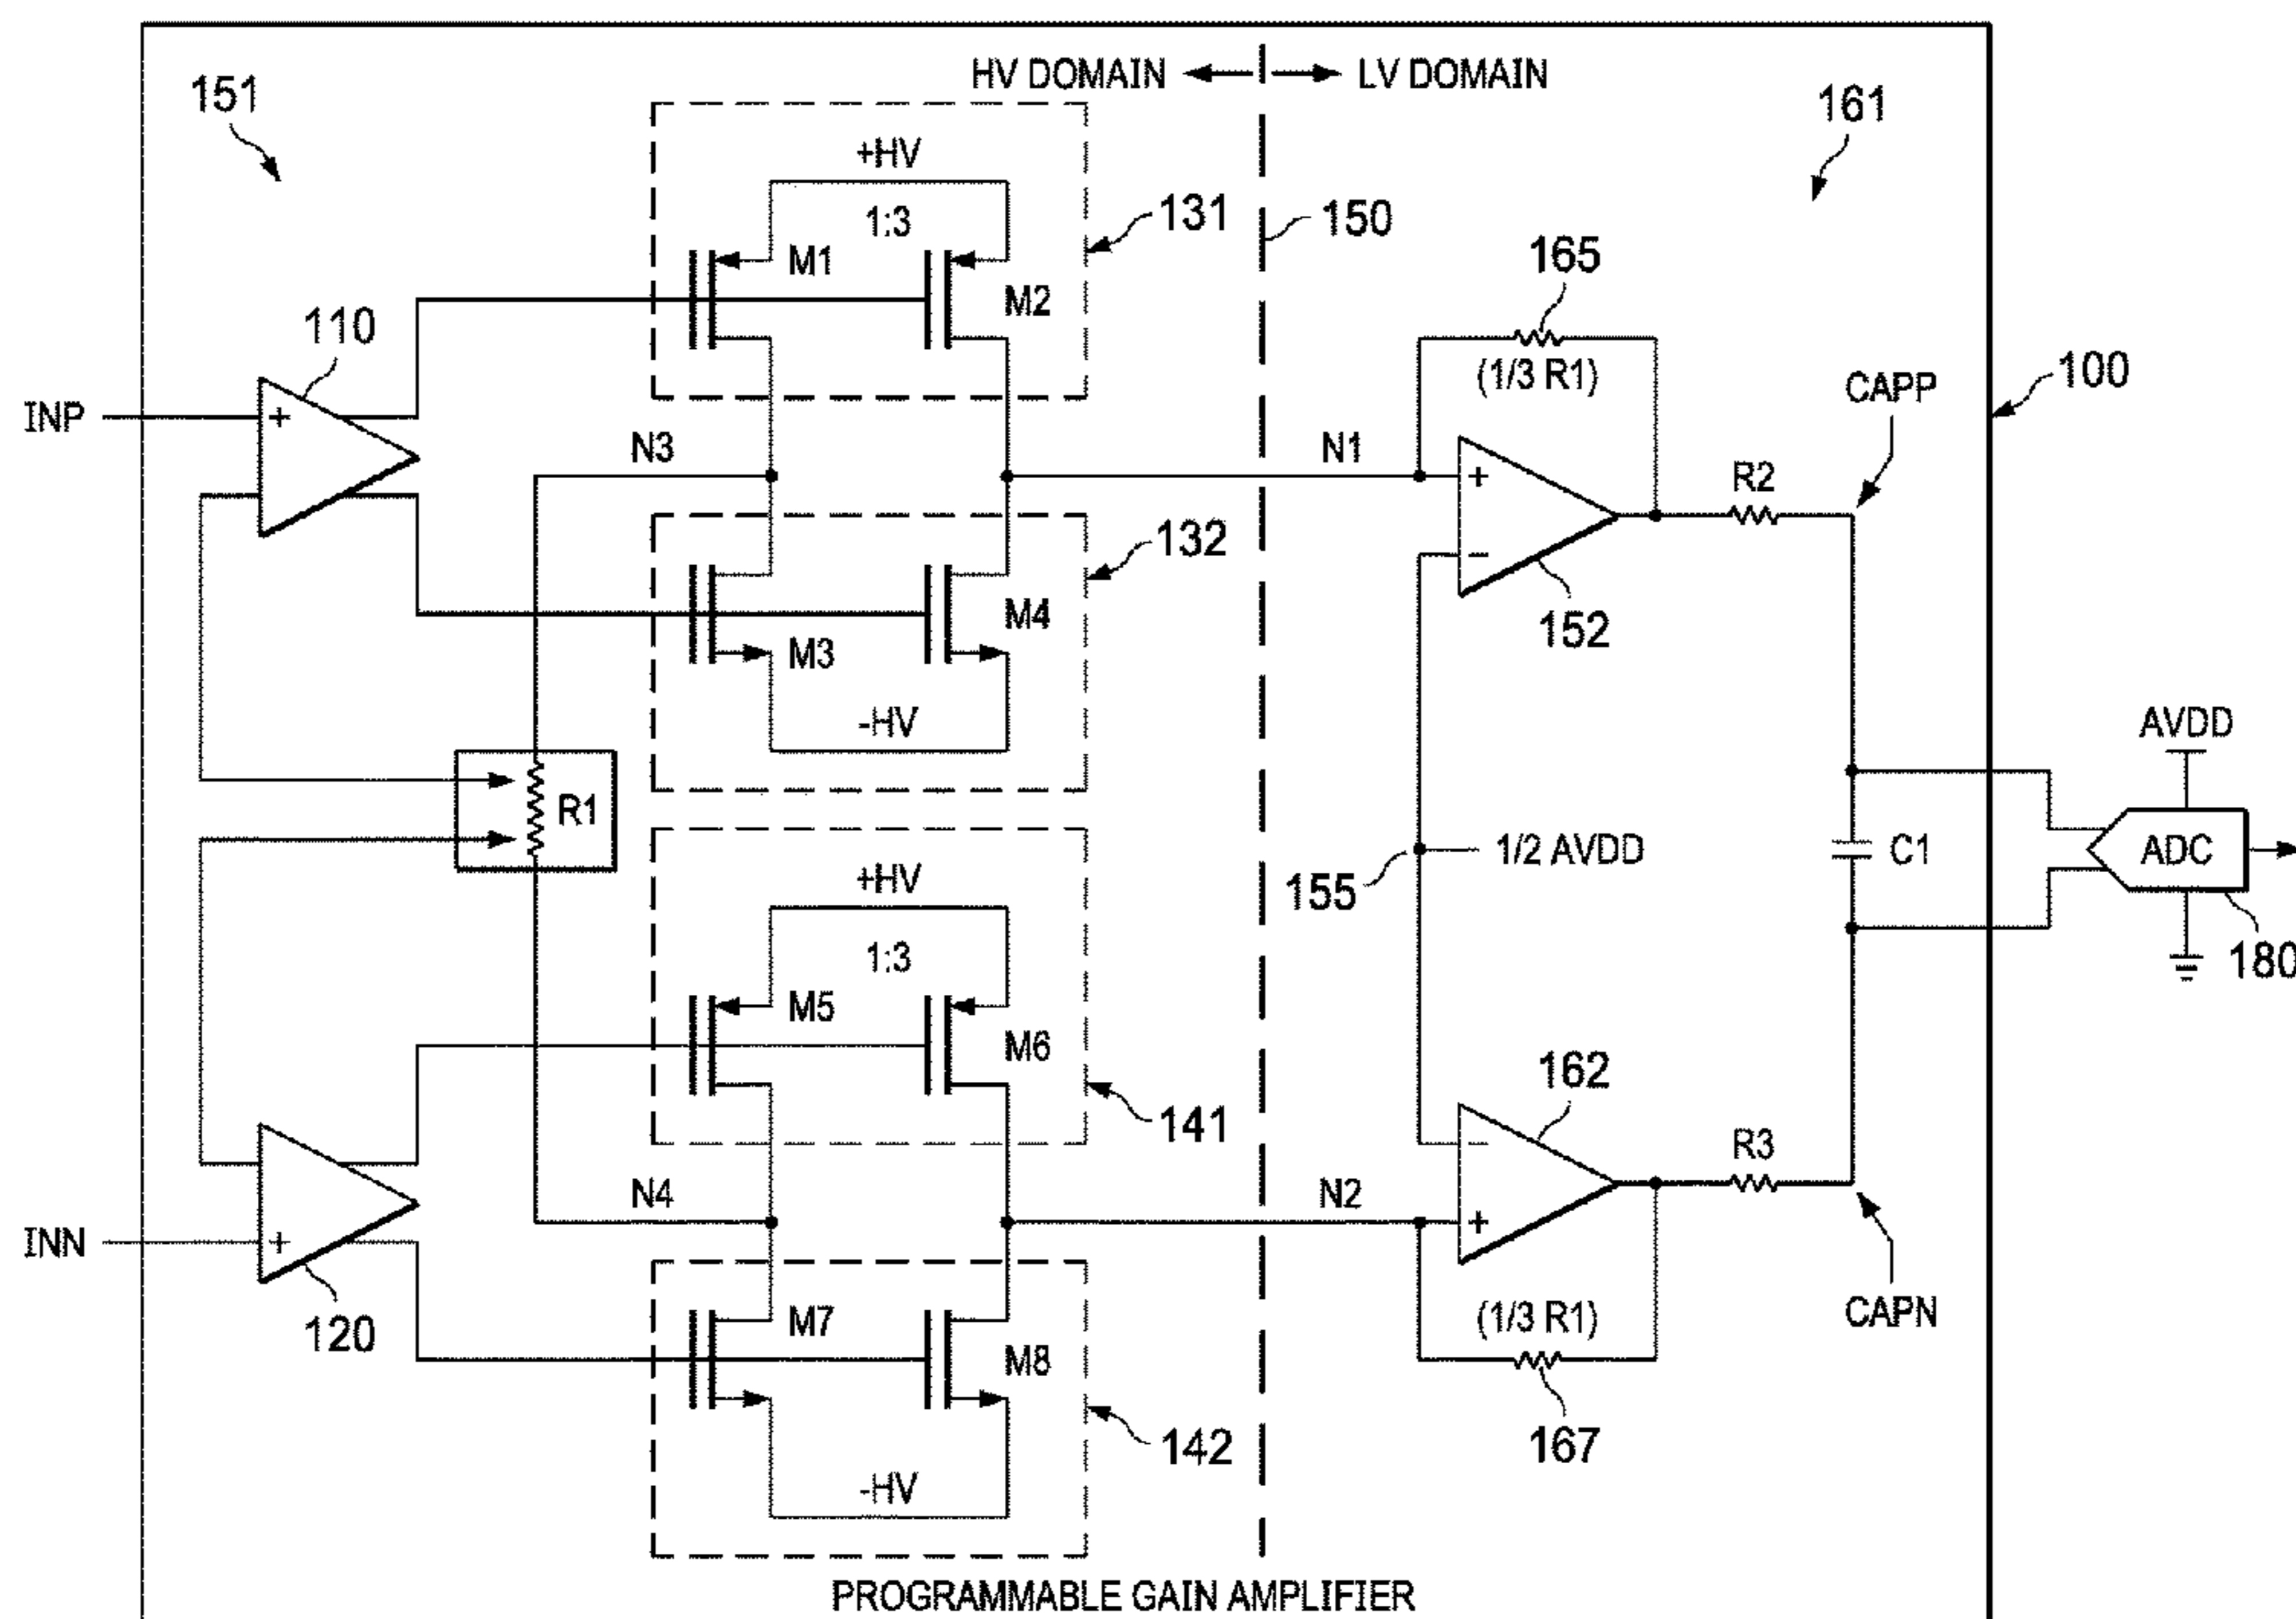 HV DOMAIN LV DOMAIN
151
161
+HV
1:3
131
150
M1
M2
165
110
(1/3 R1)
CAPP
100
INP
+
N3
N1
+
R2
132
−
M4
152
M3
-HV
AVDD
R1
1/2 AVDD
C1
ADC
155
+HV
180
1:3
M5
M6
162
141
−
R3
N4
N2
+
INN
+
120
M7
(1/3 R1)
CAPN
M8
142
167
-HV
PROGRAMMABLE GAIN AMPLIFIER